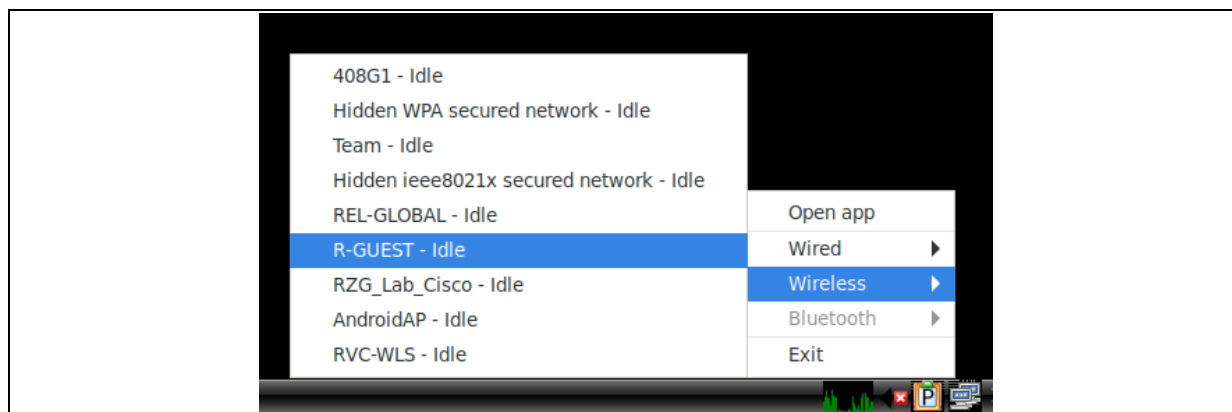 408G1 - Idle
Hidden WPA secured network - Idle
Team - Idle
Hidden ieee8021x secured network - Idle
REL-GLOBAL - Idle
R-GUEST - Idle
RZG_Lab_Cisco - Idle
AndroidAP - Idle
RVC-WLS - Idle
Open app
Wired
Wireless
Bluetooth
Exit
P